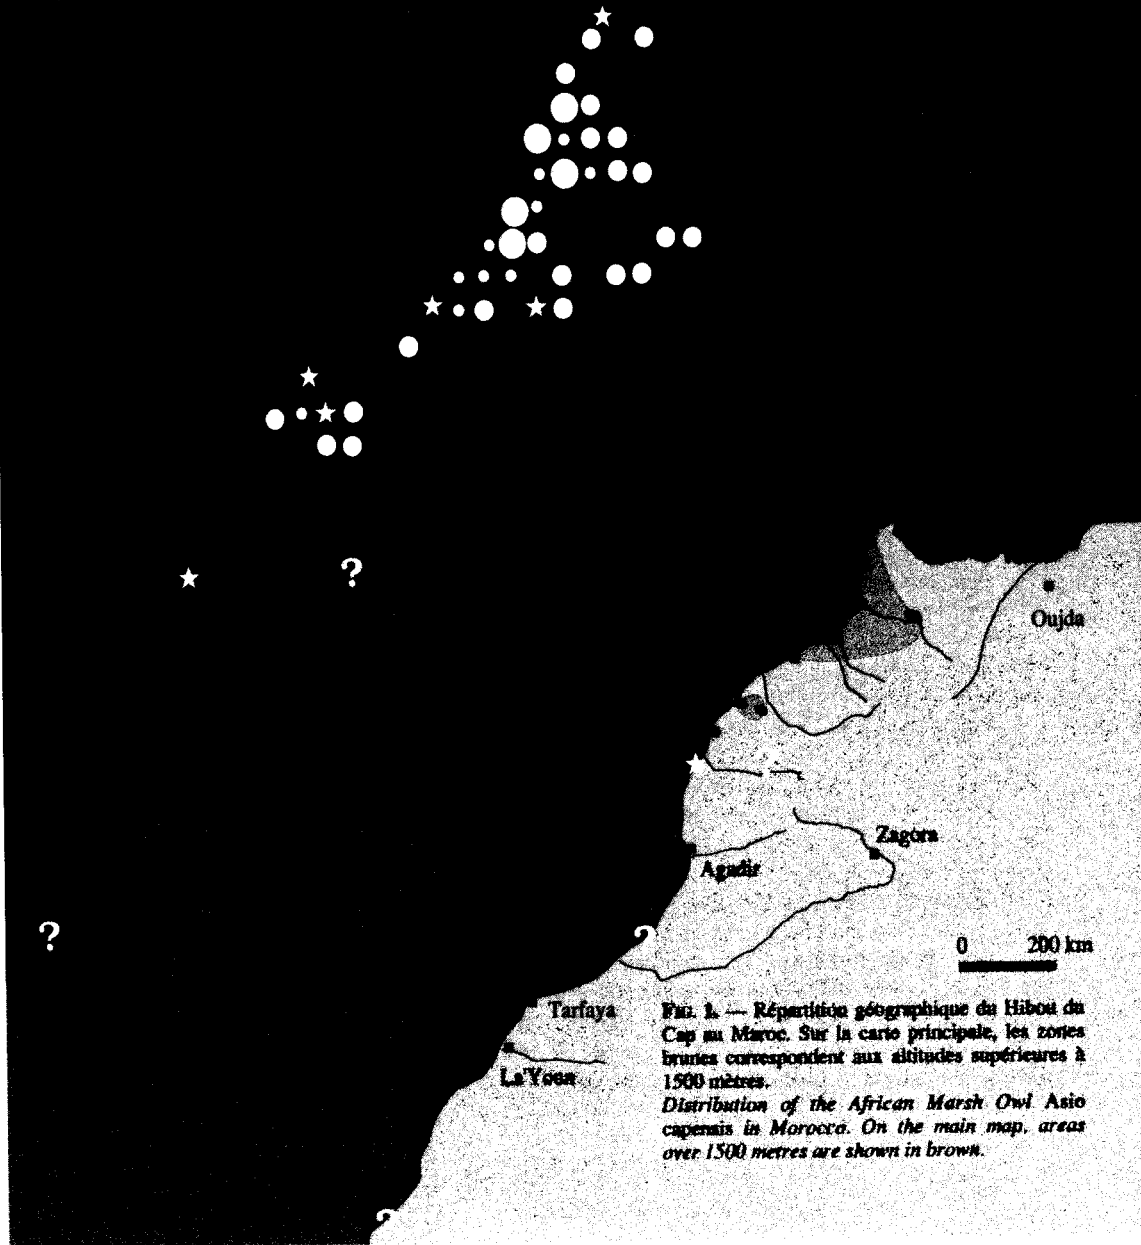 ?
?
Oujda
Zagora
Agadir
?
?
0 200 km
Tarfaya
La'Youn
FIG. 1. — Répartition géographique du Hibou du
Cap au Maroc. Sur la carte principale, les zones
brunes correspondent aux altitudes supérieures à
1500 mètres.
Distribution of the African Marsh Owl Asio
capensis in Morocco. On the main map, areas
over 1500 metres are shown in brown.
?